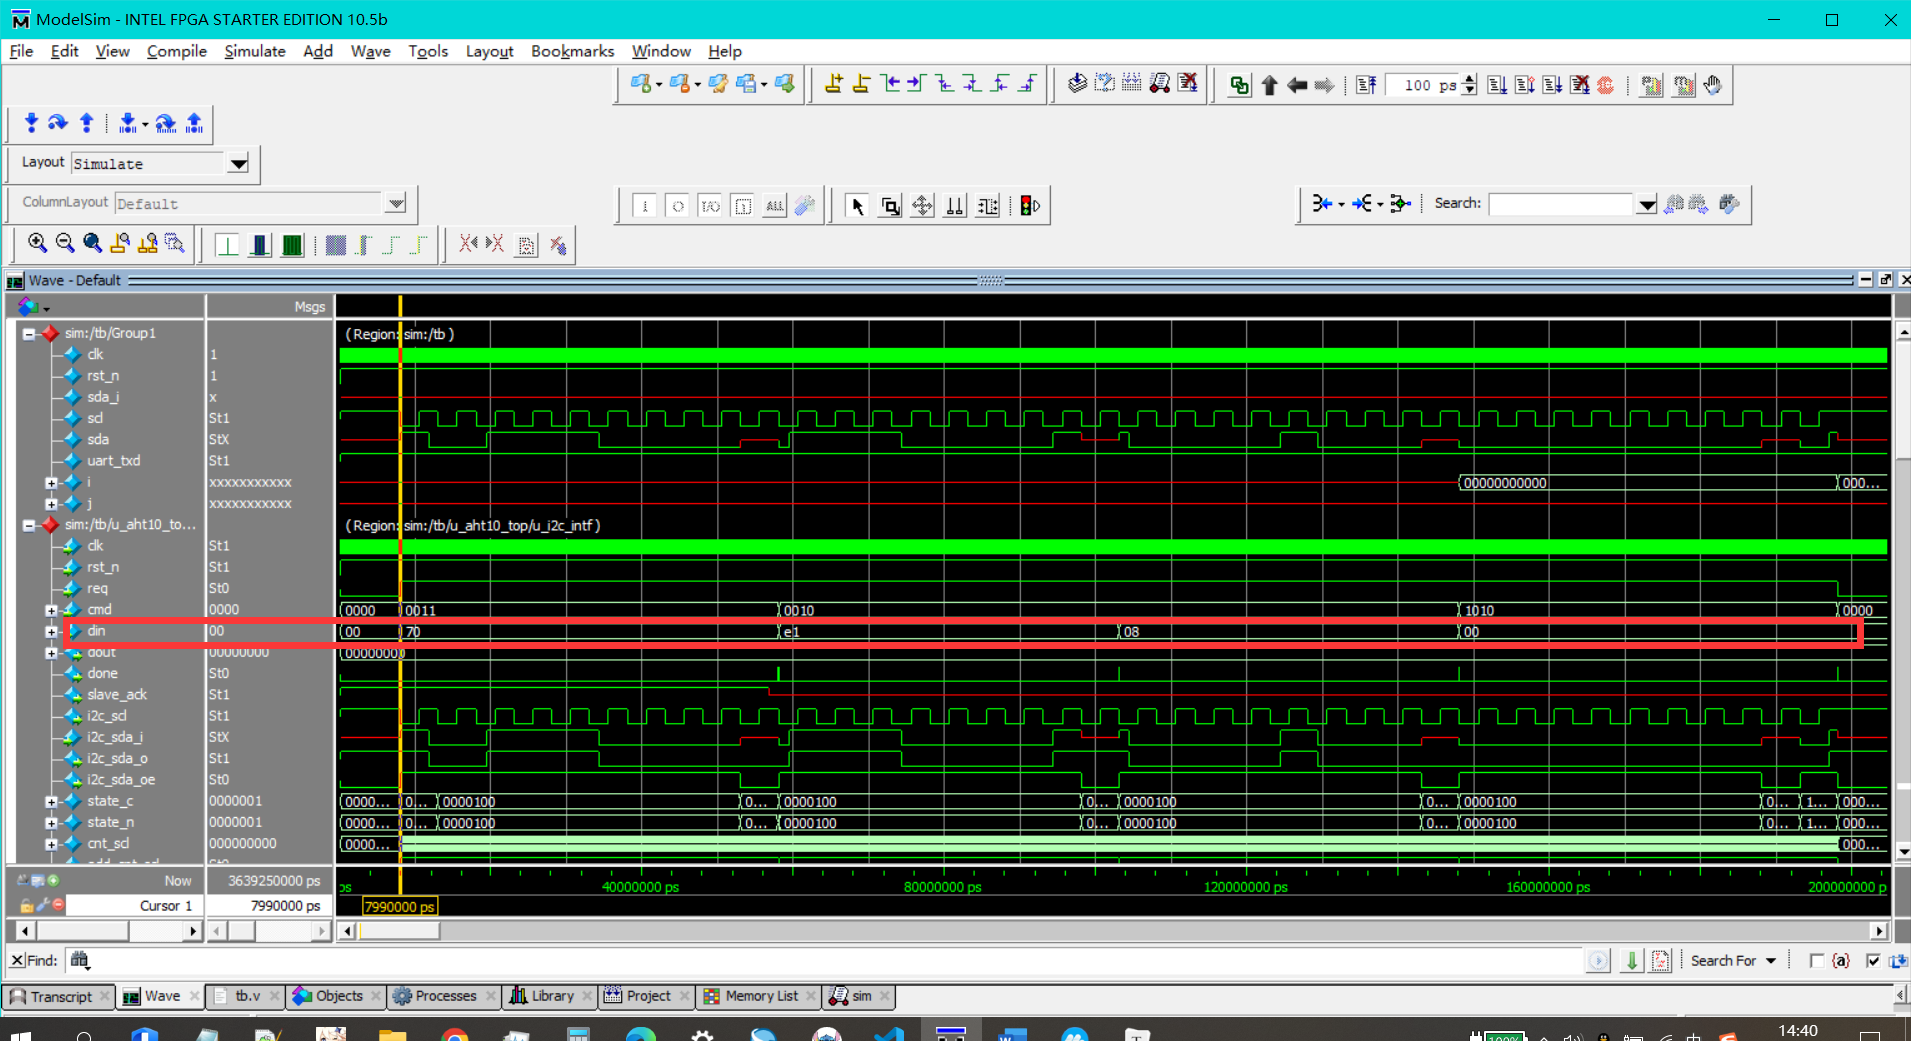 ModelSim - INTEL FPGA STARTER EDITION 10.5b
File Edit View Compile Simulate Add Wave Tools Layout Bookmarks Window Help
100 ps
Layout Simulate
ColumnLayout Default
I O I/O ALL
Search:
Wave - Default
Msgs
sim:/tb/Group1 (Region: sim:/tb )
clk 1
rst_n 1
sda_i x
scl St1
sda StX
uart_txd St1
i xxxxxxxxxxx 00000000000 000...
j xxxxxxxxxxx
sim:/tb/u_aht10_to... (Region: sim:/tb/u_aht10_top/u_i2c_intf )
clk St1
rst_n St1
req St0
cmd 0000 0000 0011 0010 1010 0000
din 00 00 70 e1 08 00
dout 00000000 00000000
done St0
slave_ack St1
i2c_scl St1
i2c_sda_i StX
i2c_sda_o St1
i2c_sda_oe St0
state_c 0000001 0000... 0... 0000100 0... 0000100 0... 0000100 0... 0000100 0... 1... 000...
state_n 0000001 0000... 0... 0000100 0... 0000100 0... 0000100 0... 0000100 0... 1... 000...
cnt_scl 000000000 0000... 000...
Now 3639250000 ps ps 40000000 ps 80000000 ps 120000000 ps 160000000 ps 200000000 p
Cursor 1 7990000 ps 7990000 ps
Find: Search For {a}
Transcript Wave tb.v Objects Processes Library Project Memory List sim
100% 中 14:40